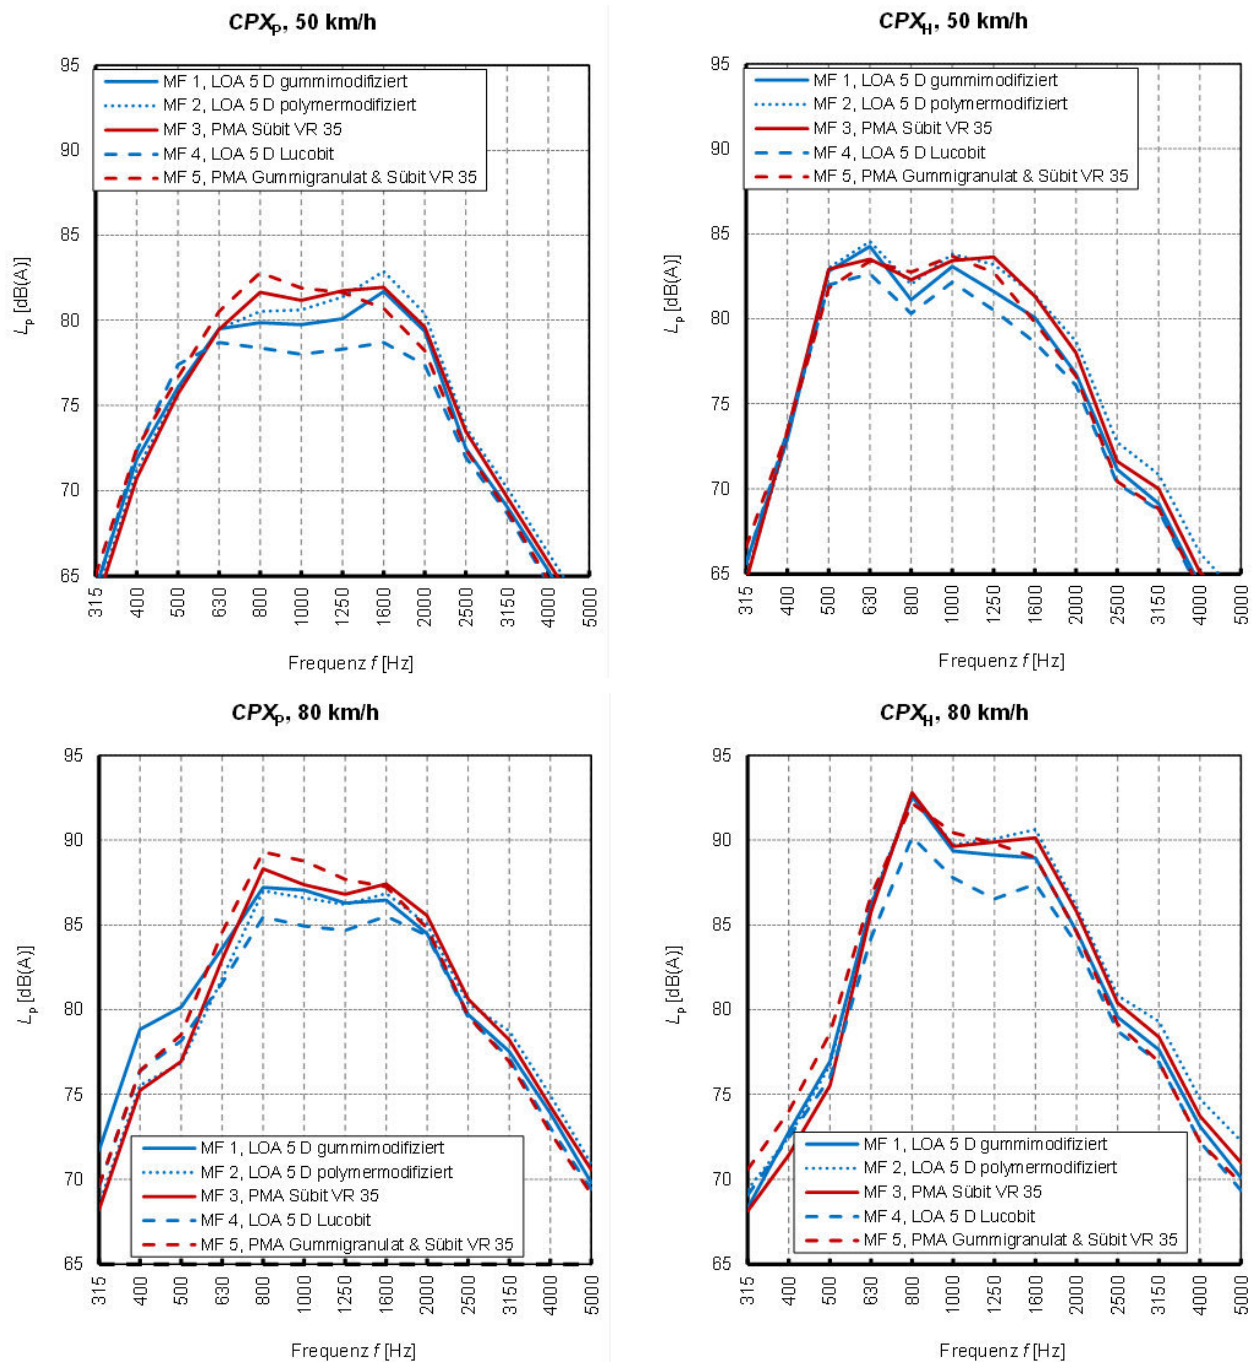 CPXP, 50 km/h
95
90
85
80
75
70
65
Lp [dB(A)]
MF 1, LOA 5 D gummimodifiziert
MF 2, LOA 5 D polymermodifiziert
MF 3, PMA Sübit VR 35
MF 4, LOA 5 D Lucobit
MF 5, PMA Gummigranulat & Sübit VR 35
315 400 500 630 800 1000 1250 1600 2000 2500 3150 4000 5000
Frequenz f [Hz]
CPXH, 50 km/h
95
90
85
80
75
70
65
Lp [dB(A)]
MF 1, LOA 5 D gummimodifiziert
MF 2, LOA 5 D polymermodifiziert
MF 3, PMA Sübit VR 35
MF 4, LOA 5 D Lucobit
MF 5, PMA Gummigranulat & Sübit VR 35
315 400 500 630 800 1000 1250 1600 2000 2500 3150 4000 5000
Frequenz f [Hz]
CPXP, 80 km/h
95
90
85
80
75
70
65
Lp [dB(A)]
MF 1, LOA 5 D gummimodifiziert
MF 2, LOA 5 D polymermodifiziert
MF 3, PMA Sübit VR 35
MF 4, LOA 5 D Lucobit
MF 5, PMA Gummigranulat & Sübit VR 35
315 400 500 630 800 1000 1250 1600 2000 2500 3150 4000 5000
Frequenz f [Hz]
CPXH, 80 km/h
95
90
85
80
75
70
65
Lp [dB(A)]
MF 1, LOA 5 D gummimodifiziert
MF 2, LOA 5 D polymermodifiziert
MF 3, PMA Sübit VR 35
MF 4, LOA 5 D Lucobit
MF 5, PMA Gummigranulat & Sübit VR 35
315 400 500 630 800 1000 1250 1600 2000 2500 3150 4000 5000
Frequenz f [Hz]